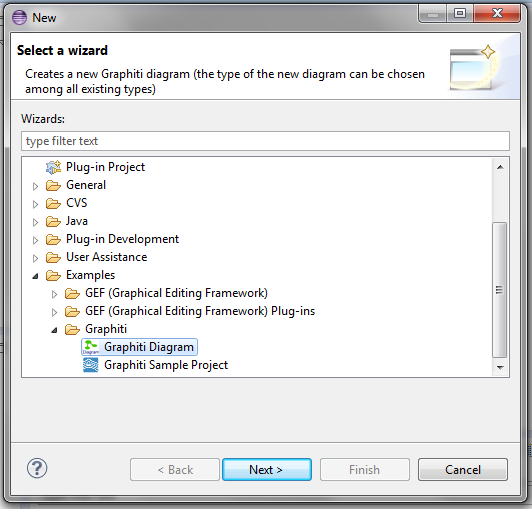 New
Select a wizard
Creates a new Graphiti diagram (the type of the new diagram can be chosen
among all existing types)
Wizards:
type filter text
Plug-in Project
General
CVS
Java
Plug-in Development
User Assistance
Examples
GEF (Graphical Editing Framework)
GEF (Graphical Editing Framework) Plug-ins
Graphiti
Diagram
Graphiti Diagram
Graphiti Sample Project
?
< Back
Next >
Finish
Cancel